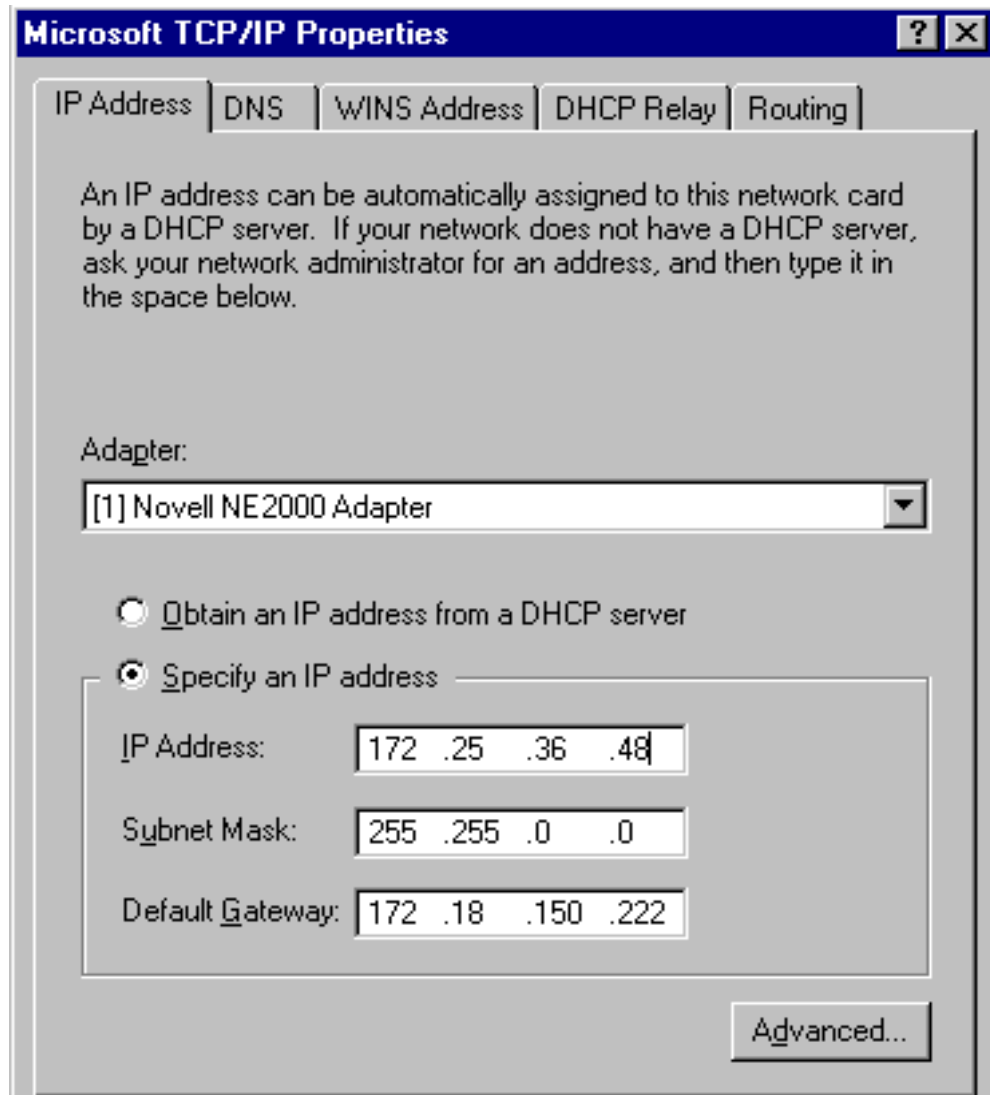 Microsoft TCP/IP Properties
IP Address DNS WINS Address DHCP Relay Routing
An IP address can be automatically assigned to this network card
by a DHCP server. If your network does not have a DHCP server,
ask your network administrator for an address, and then type it in
the space below.
Adapter:
[1] Novell NE2000 Adapter
Obtain an IP address from a DHCP server
Specify an IP address
IP Address: 172 .25 .36 .48
Subnet Mask: 255 .255 .0 .0
Default Gateway: 172 .18 .150 .222
Advanced...